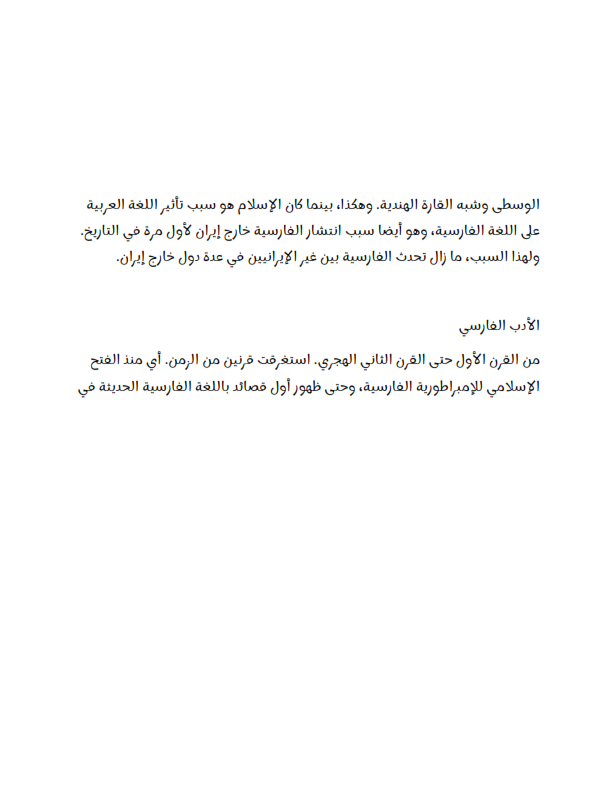 الوسطى وشبه القارة الهندية. وهكذا، بينما كان الإسلام هو سبب تأثير اللغة العربية
على اللغة الفارسية، وهو أيضا سبب انتشار الفارسية خارج إيران لأول مرة في التاريخ.
ولهذا السبب، ما زال تحدث الفارسية بين غير الإيرانيين في عدة دول خارج إيران.
الأدب الفارسي
من القرن الأول حتى القرن الثاني الهجري. استغرقت قرنين من الزمن. أي منذ الفتح
الإسلامي للإمبراطورية الفارسية، وحتى ظهور أول قصائد باللغة الفارسية الحديثة في